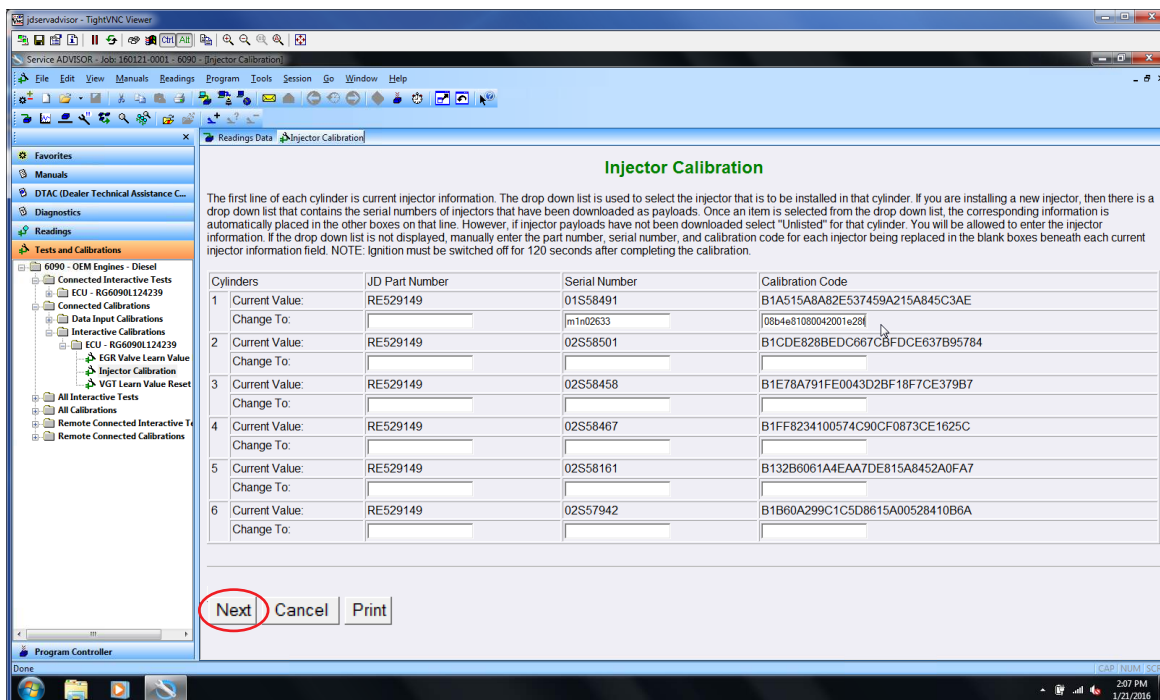 jdservadvisor - TightVNC Viewer
Ctrl Alt
Service ADVISOR - Job: 160121-0001 - 6090 - [Injector Calibration]
File Edit View Manuals Readings Program Tools Session Go Window Help
Readings Data Injector Calibration
Favorites
Manuals
DTAC (Dealer Technical Assistance C...
Diagnostics
Readings
Tests and Calibrations
6090 - OEM Engines - Diesel
Connected Interactive Tests
ECU - RG6090L124239
Connected Calibrations
Data Input Calibrations
Interactive Calibrations
ECU - RG6090L124239
EGR Valve Learn Value
Injector Calibration
VGT Learn Value Reset
All Interactive Tests
All Calibrations
Remote Connected Interactive Te
Remote Connected Calibrations
Program Controller
Injector Calibration
The first line of each cylinder is current injector information. The drop down list is used to select the injector that is to be installed in that cylinder. If you are installing a new injector, then there is a
drop down list that contains the serial numbers of injectors that have been downloaded as payloads. Once an item is selected from the drop down list, the corresponding information is
automatically placed in the other boxes on that line. However, if injector payloads have not been downloaded select "Unlisted" for that cylinder. You will be allowed to enter the injector
information. If the drop down list is not displayed, manually enter the part number, serial number, and calibration code for each injector being replaced in the blank boxes beneath each current
injector information field. NOTE: Ignition must be switched off for 120 seconds after completing the calibration.
Cylinders JD Part Number Serial Number Calibration Code
1 Current Value: RE529149 01S58491 B1A515A8A82E537459A215A845C3AE
Change To: m1n02633 08b4e81080042001e28f
2 Current Value: RE529149 02S58501 B1CDE828BEDC667CBFDCE637B95784
Change To:
3 Current Value: RE529149 02S58458 B1E78A791FE0043D2BF18F7CE379B7
Change To:
4 Current Value: RE529149 02S58467 B1FF8234100574C90CF0873CE1625C
Change To:
5 Current Value: RE529149 02S58161 B132B6061A4EAA7DE815A8452A0FA7
Change To:
6 Current Value: RE529149 02S57942 B1B60A299C1C5D8615A00528410B6A
Change To:
Next Cancel Print
Done
CAP NUM SCR
2:07 PM
1/21/2016